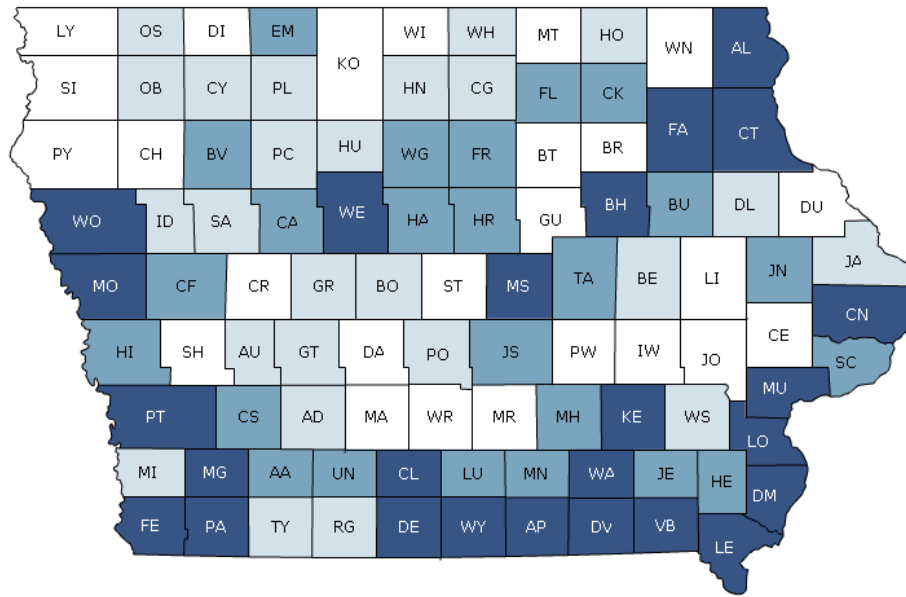 LY OS DI EM KO WI WH MT HO WN AL
SI OB CY PL HN CG FL CK FA CT
PY CH BV PC HU WG FR BT BR
WO ID SA CA WE HA HR GU BH BU DL DU
MO CF CR GR BO ST MS TA BE LI JN JA
CN
HI SH AU GT DA PO JS PW IW JO CE SC
PT CS AD MA WR MR MH KE WS MU
LO
MI MG AA UN CL LU MN WA JE HE DM
FE PA TY RG DE WY AP DV VB LE